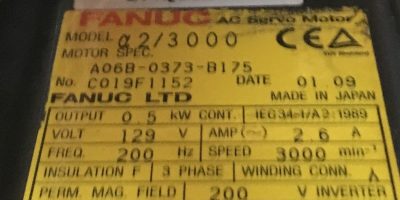 FANUC AC Servo Motor
MODEL α2/3000 CE
MOTOR SPEC.
A06B-0373-B175
No. C019F1152 DATE 01.09
FANUC LTD MADE IN JAPAN
OUTPUT 0.5 kW CONT. IEC34-1/A2-1989
VOLT 129 V AMP(~) 2.6 A
FREQ. 200 Hz SPEED 3000 min⁻¹
INSULATION F 3 PHASE WINDING CONN.
PERM. MAG. FIELD 200 V INVERTER